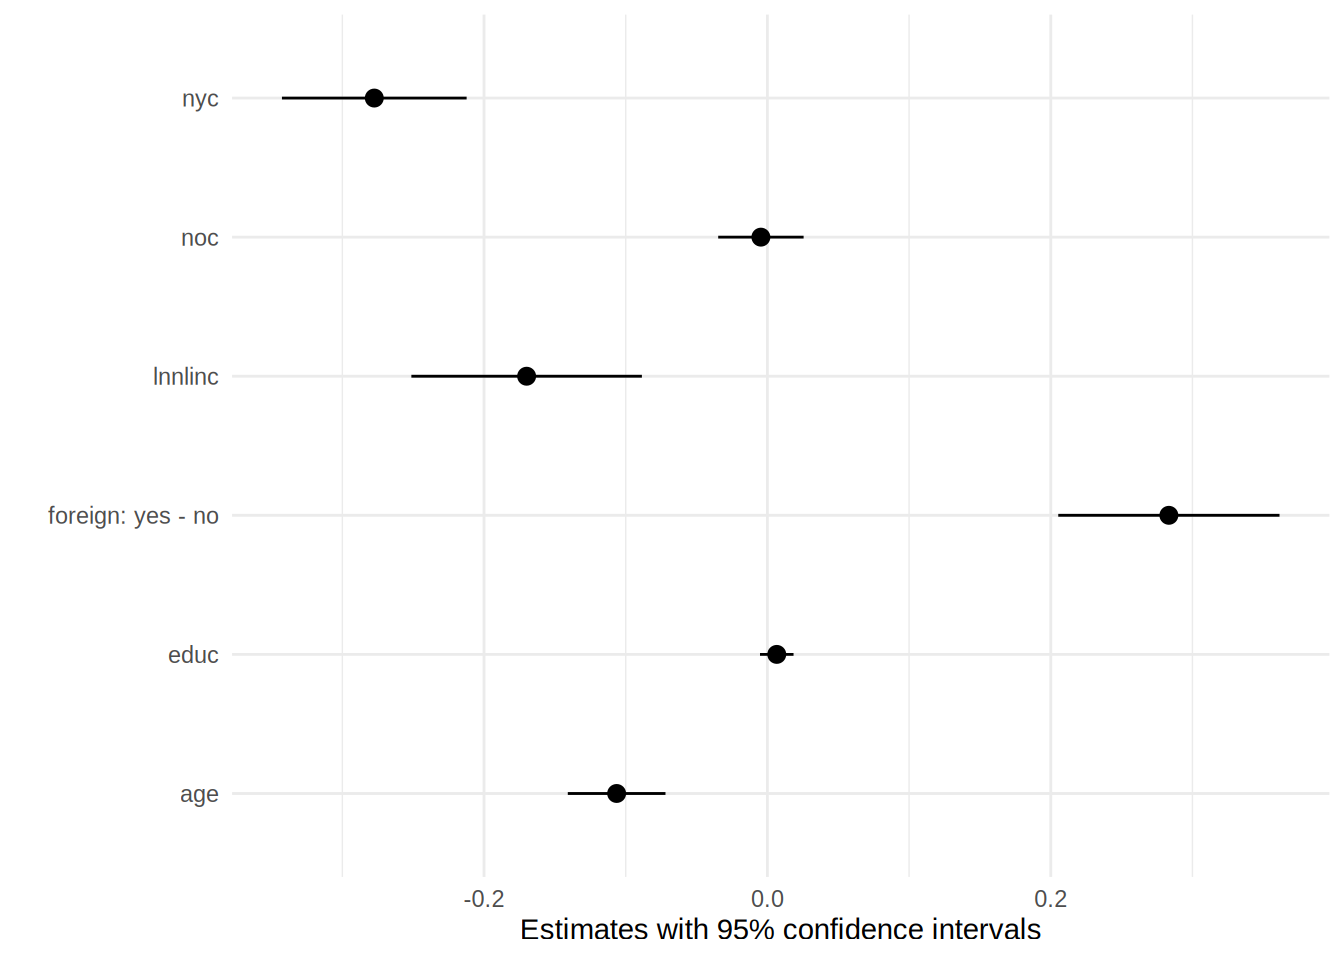 nyc
noc
lnnlinc
foreign: yes - no
educ
age
-0.2 0.0 0.2
Estimates with 95% confidence intervals